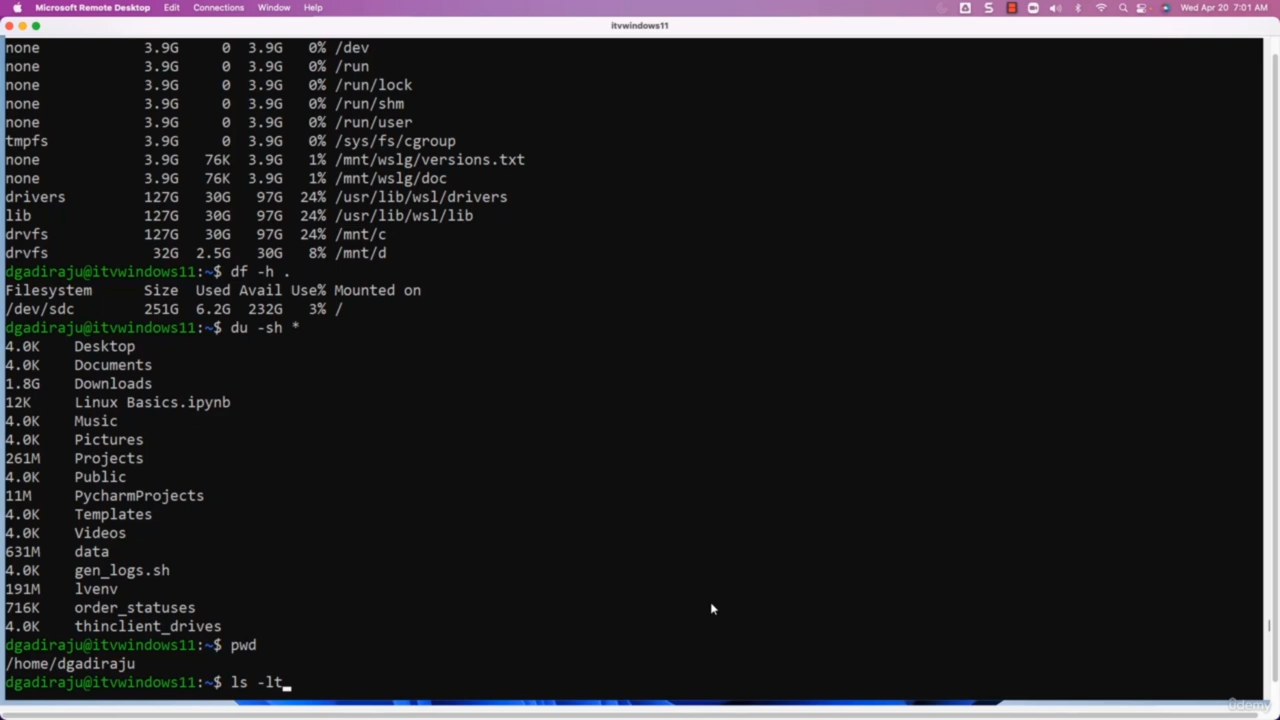 Microsoft Remote Desktop Edit Connections Window Help Wed Apr 20 7:01 AM
itvwindows11
none 3.9G 0 3.9G 0% /dev
none 3.9G 0 3.9G 0% /run
none 3.9G 0 3.9G 0% /run/lock
none 3.9G 0 3.9G 0% /run/shm
none 3.9G 0 3.9G 0% /run/user
tmpfs 3.9G 0 3.9G 0% /sys/fs/cgroup
none 3.9G 76K 3.9G 1% /mnt/wslg/versions.txt
none 3.9G 76K 3.9G 1% /mnt/wslg/doc
drivers 127G 30G 97G 24% /usr/lib/wsl/drivers
lib 127G 30G 97G 24% /usr/lib/wsl/lib
drvfs 127G 30G 97G 24% /mnt/c
drvfs 32G 2.5G 30G 8% /mnt/d
dgadiraju@itvwindows11:~$ df -h .
Filesystem Size Used Avail Use% Mounted on
/dev/sdc 251G 6.2G 232G 3% /
dgadiraju@itvwindows11:~$ du -sh *
4.0K Desktop
4.0K Documents
1.8G Downloads
12K Linux Basics.ipynb
4.0K Music
4.0K Pictures
261M Projects
4.0K Public
11M PycharmProjects
4.0K Templates
4.0K Videos
631M data
4.0K gen_logs.sh
191M lvenv
716K order_statuses
4.0K thinclient_drives
dgadiraju@itvwindows11:~$ pwd
/home/dgadiraju
dgadiraju@itvwindows11:~$ ls -lt
ûdemy